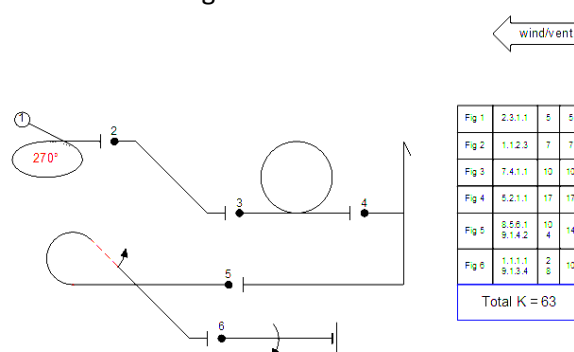 wind/vent
1
2
270°
3
4
5
6
Fig 1 2.3.1.1 5 5
Fig 2 1.1.2.3 7 7
Fig 3 7.4.1.1 10 10
Fig 4 5.2.1.1 17 17
Fig 5 8.5.6.1 10 14
9.1.4.2 4
Fig 6 1.1.1.1 2 10
9.1.3.4 8
Total K = 63